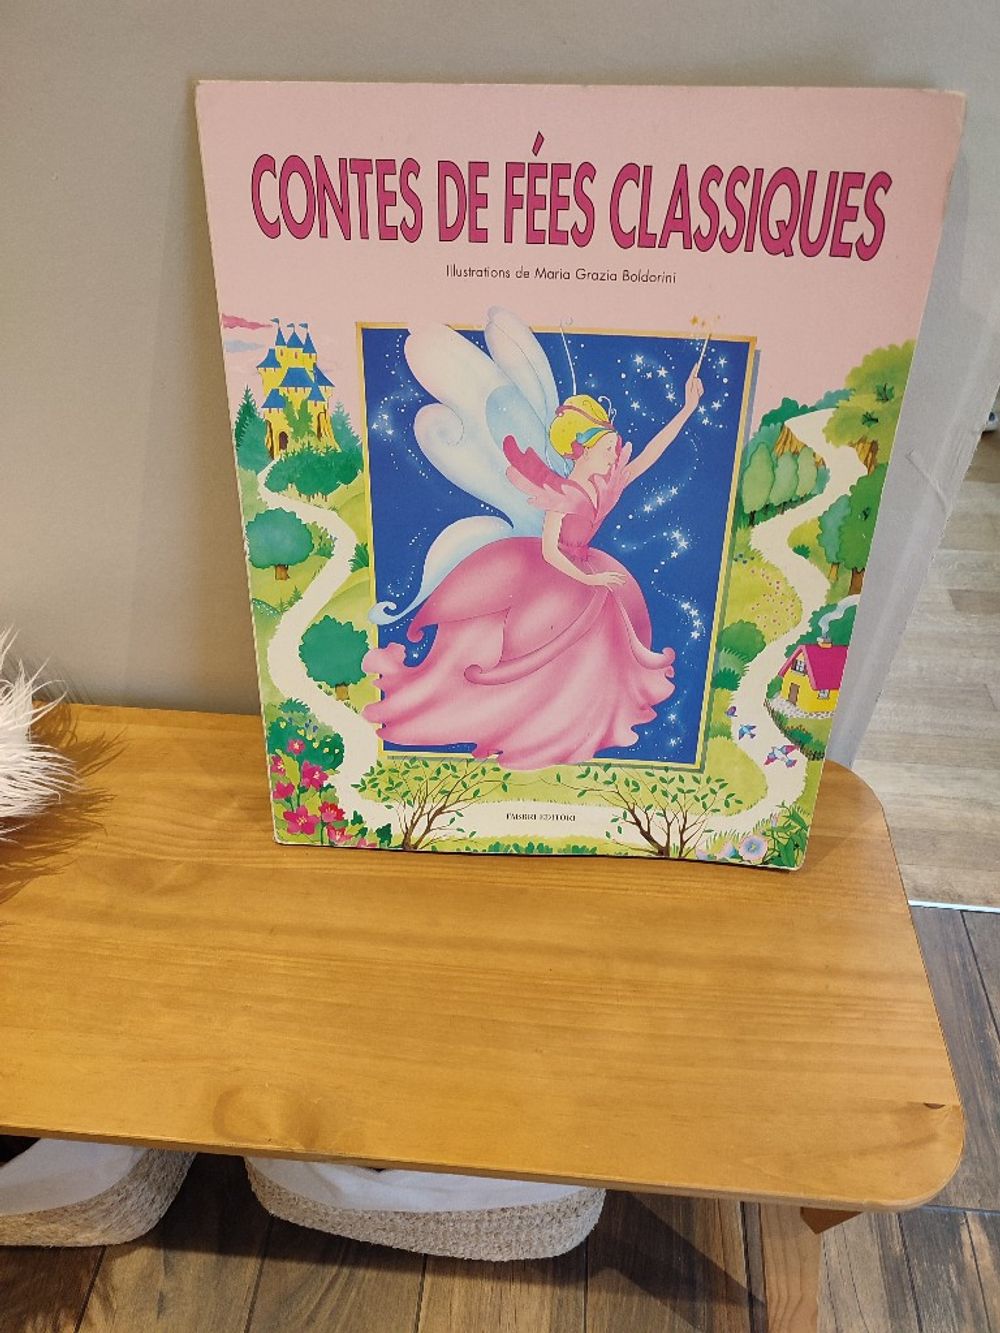 CONTES DE FÉES CLASSIQUES
Illustrations de Maria Grazia Boldorini
FABBRI EDITORI